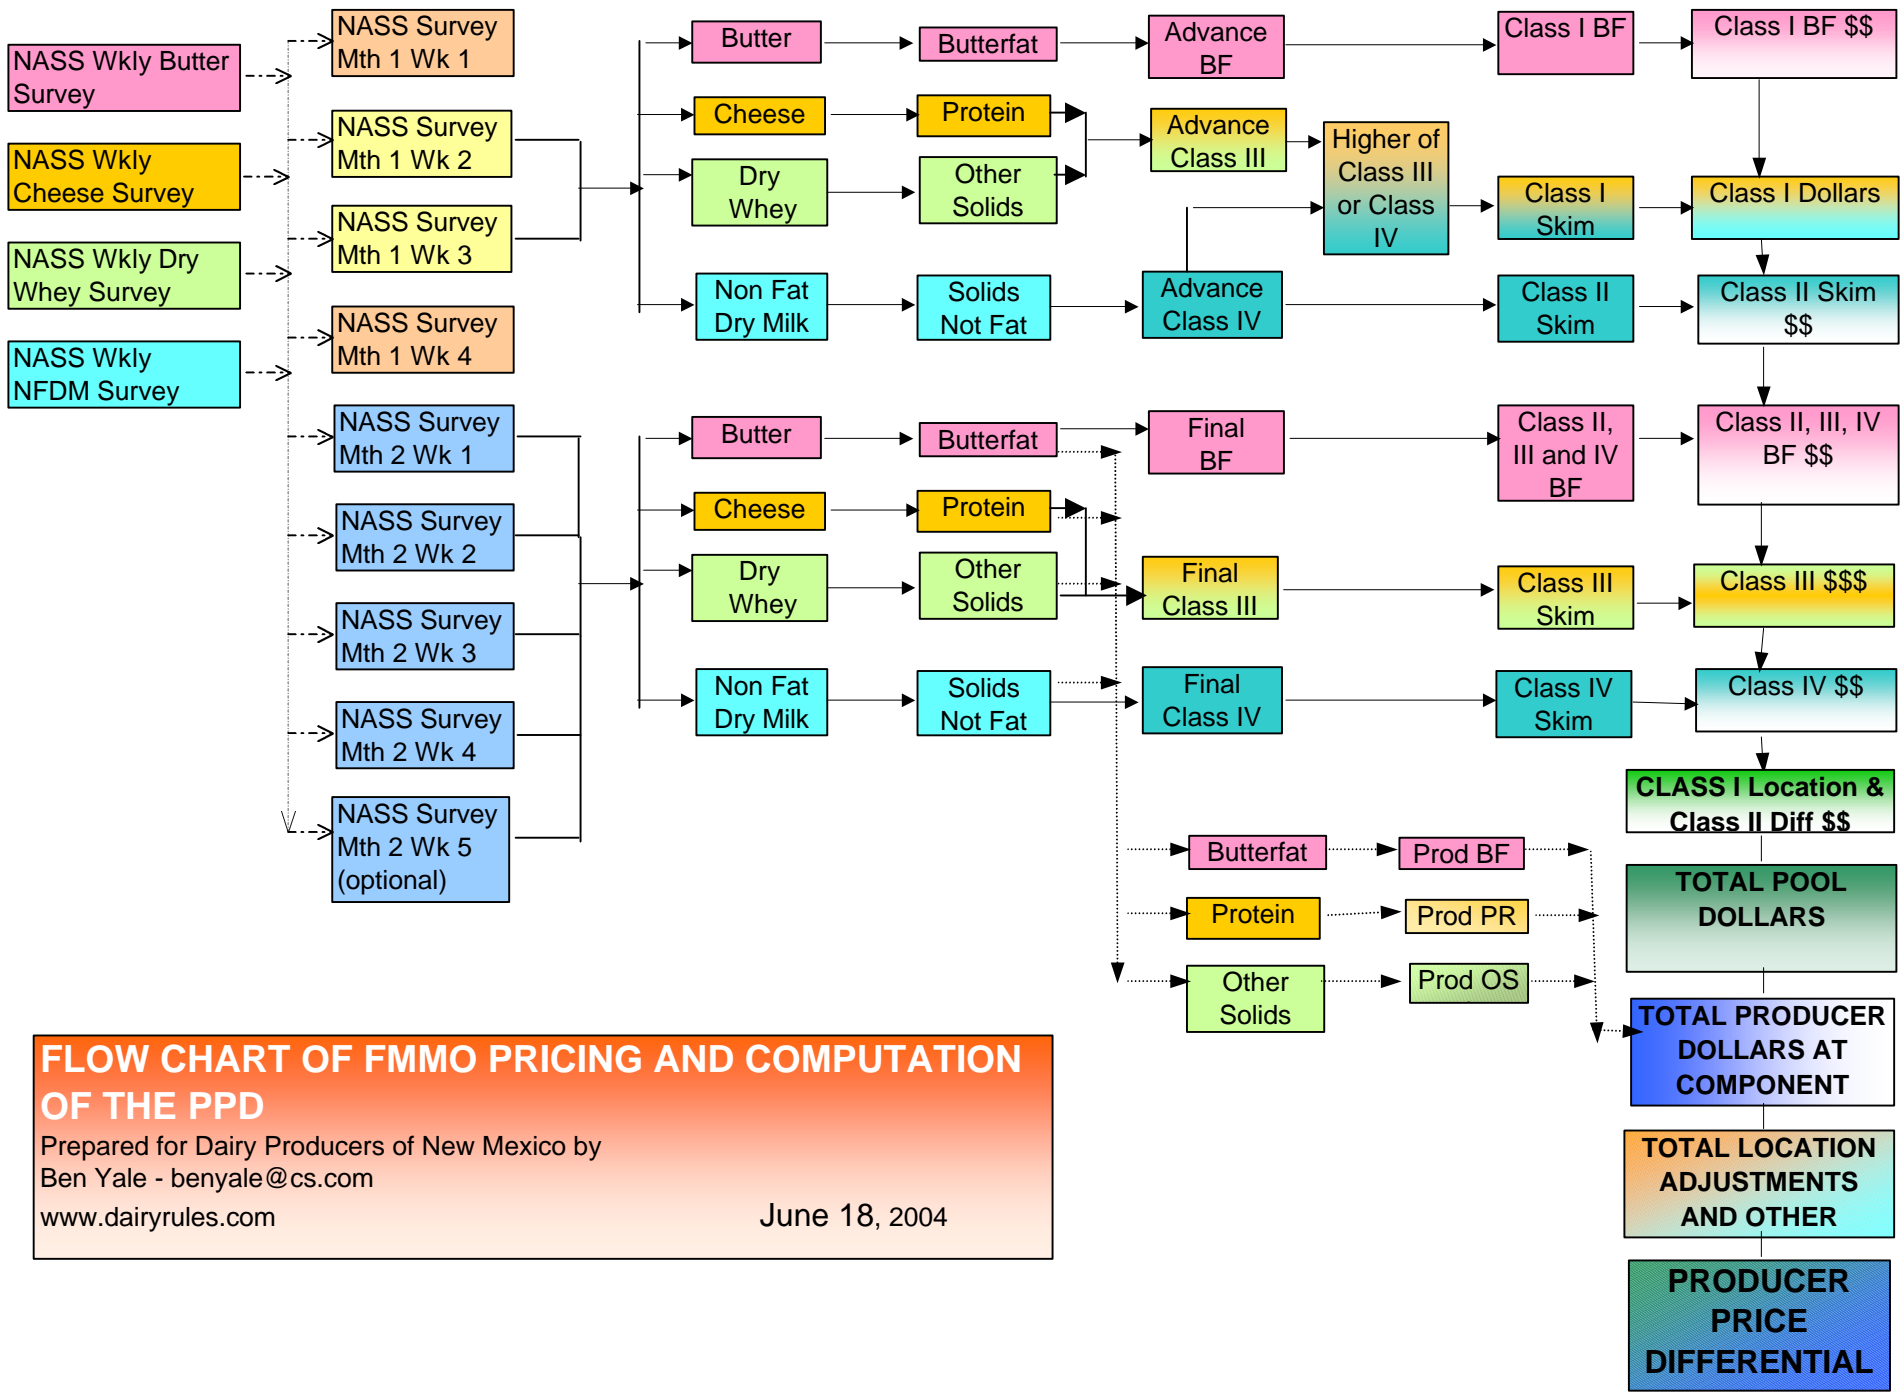 NASS Wkly Butter
Survey
NASS Wkly
Cheese Survey
NASS Wkly Dry
Whey Survey
NASS Wkly
NFDM Survey
NASS Survey
Mth 1 Wk 1
NASS Survey
Mth 1 Wk 2
NASS Survey
Mth 1 Wk 3
NASS Survey
Mth 1 Wk 4
NASS Survey
Mth 2 Wk 1
NASS Survey
Mth 2 Wk 2
NASS Survey
Mth 2 Wk 3
NASS Survey
Mth 2 Wk 4
NASS Survey
Mth 2 Wk 5
(optional)
Butter
Butterfat
Advance
BF
Class I BF
Class I BF $$
Cheese
Protein
Dry
Whey
Other
Solids
Advance
Class III
Higher of
Class III
or Class
IV
Class I
Skim
Class I Dollars
Non Fat
Dry Milk
Solids
Not Fat
Advance
Class IV
Class II
Skim
Class II Skim
$$
Butter
Butterfat
Final
BF
Class II,
III and IV
BF
Class II, III, IV
BF $$
Cheese
Protein
Dry
Whey
Other
Solids
Final
Class III
Class III
Skim
Class III $$$
Non Fat
Dry Milk
Solids
Not Fat
Final
Class IV
Class IV
Skim
Class IV $$
CLASS I Location &
Class II Diff $$
Butterfat
Prod BF
Protein
Prod PR
Other
Solids
Prod OS
TOTAL POOL
DOLLARS
TOTAL PRODUCER
DOLLARS AT
COMPONENT
TOTAL LOCATION
ADJUSTMENTS
AND OTHER
PRODUCER
PRICE
DIFFERENTIAL
FLOW CHART OF FMMO PRICING AND COMPUTATION
OF THE PPD
Prepared for Dairy Producers of New Mexico by
Ben Yale - benyale@cs.com
www.dairyrules.com
June 18, 2004